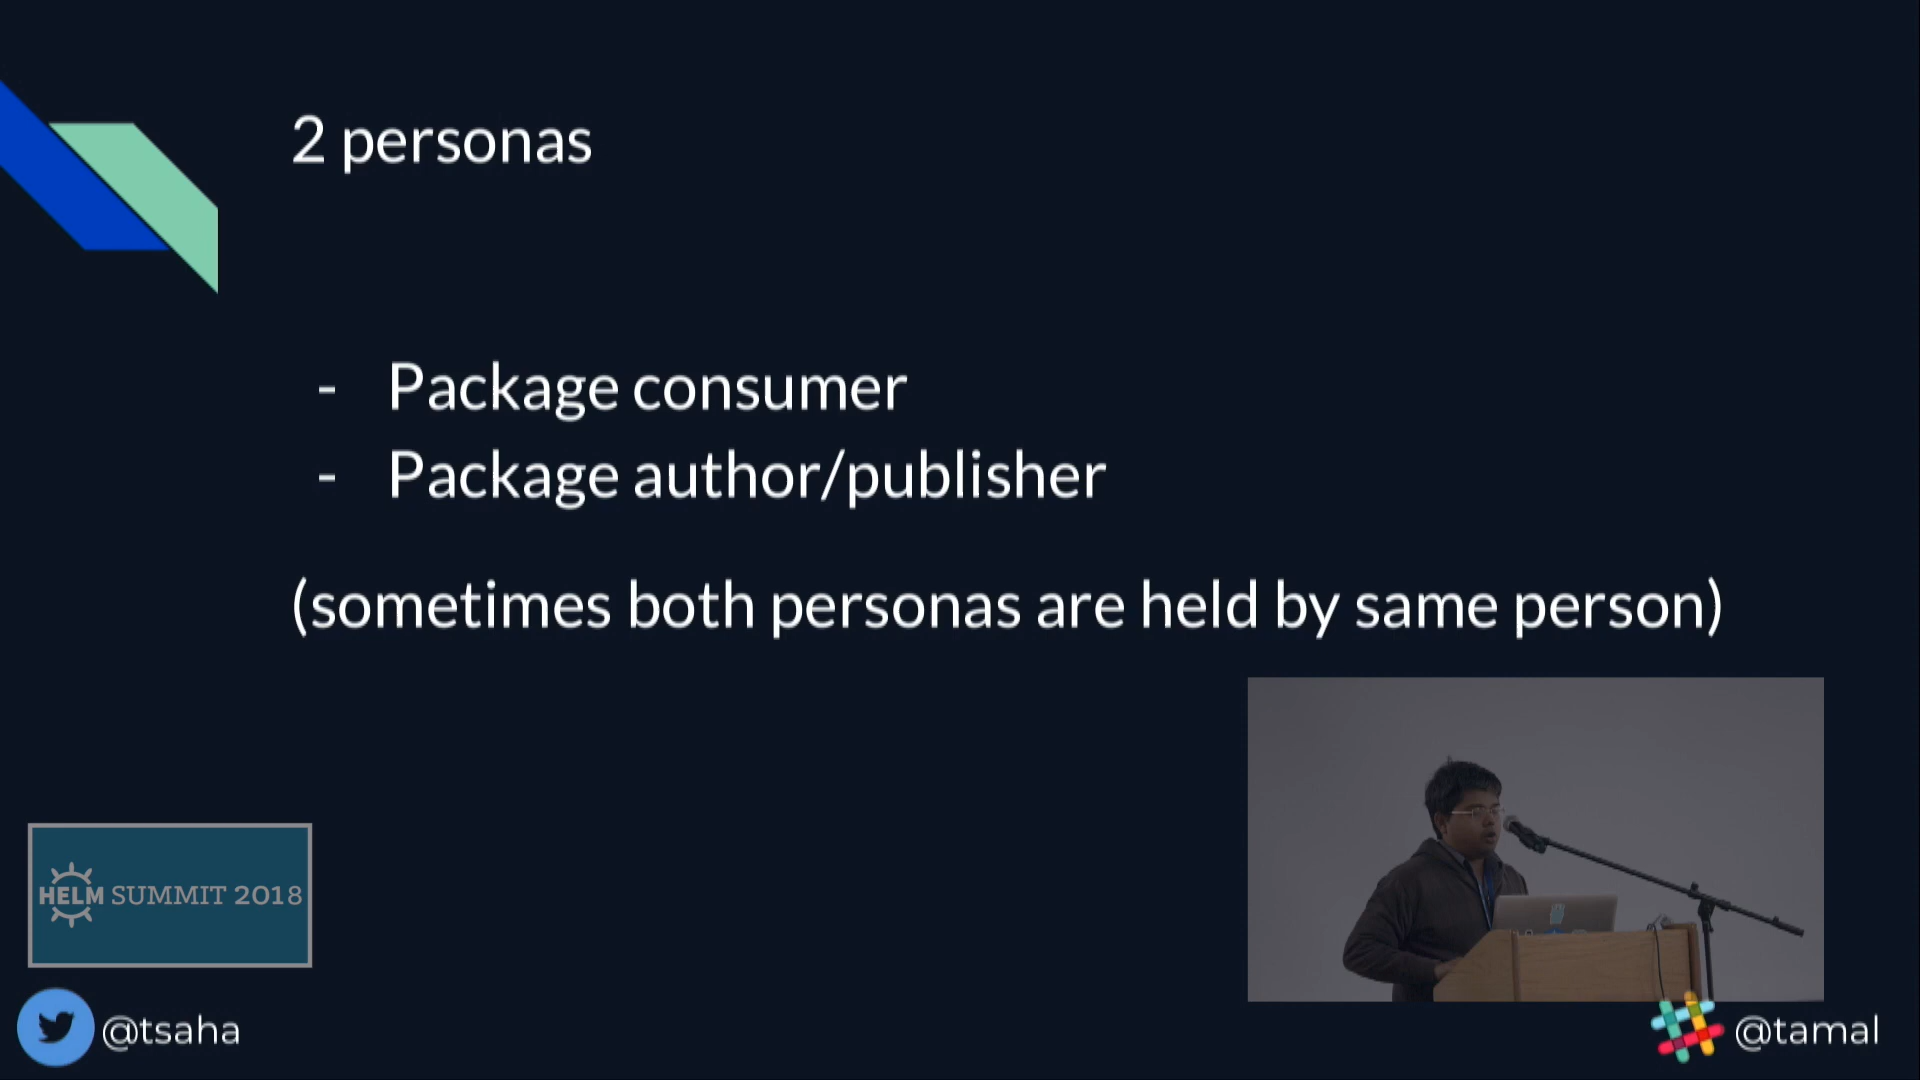 2 personas
- Package consumer
- Package author/publisher
(sometimes both personas are held by same person)
HELM SUMMIT 2018
@tsaha
@tamal